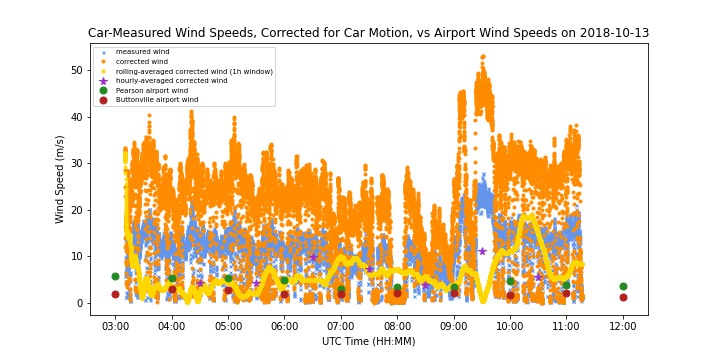 Car-Measured Wind Speeds, Corrected for Car Motion, vs Airport Wind Speeds on 2018-10-13
measured wind
corrected wind
rolling-averaged corrected wind (1h window)
hourly-averaged corrected wind
Pearson airport wind
Buttonville airport wind
Wind Speed (m/s)
50
40
30
20
10
0
03:00 04:00 05:00 06:00 07:00 08:00 09:00 10:00 11:00 12:00
UTC Time (HH:MM)